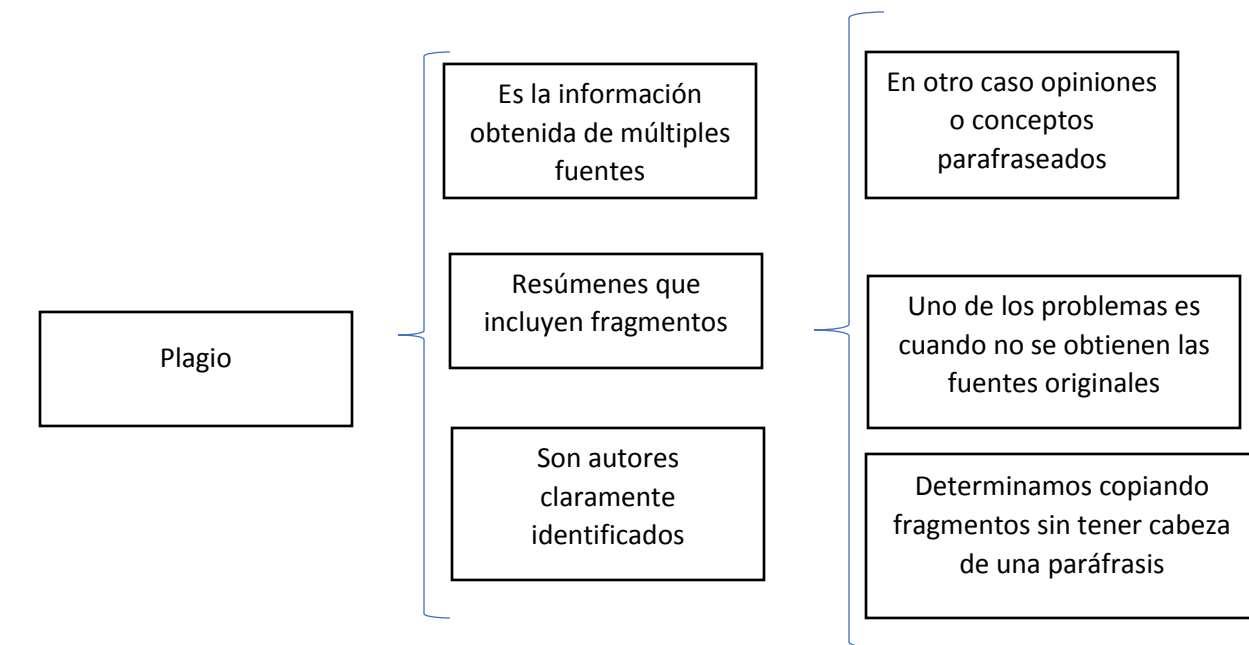 Plagio
Es la información
obtenida de múltiples
fuentes
Resúmenes que
incluyen fragmentos
Son autores
claramente
identificados
En otro caso opiniones
o conceptos
parafraseados
Uno de los problemas es
cuando no se obtienen las
fuentes originales
Determinamos copiando
fragmentos sin tener cabeza
de una paráfrasis